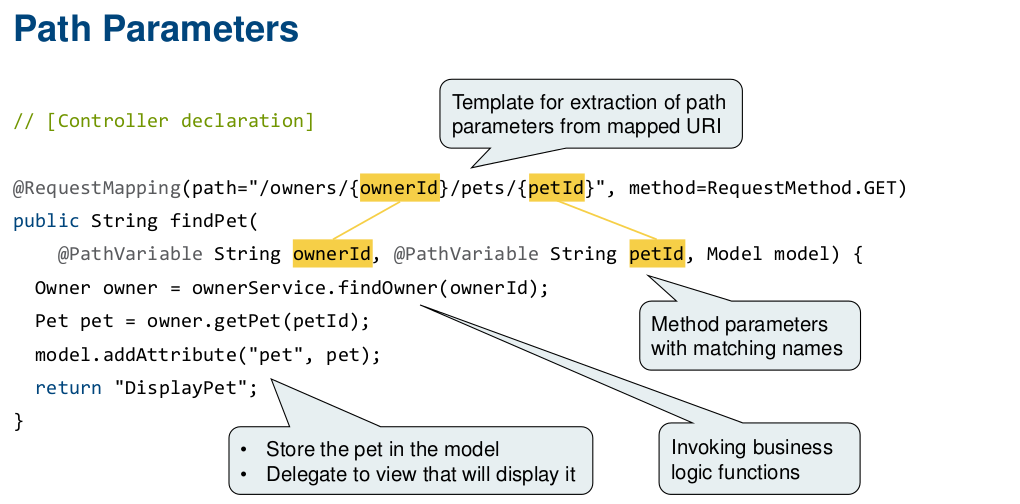 Path Parameters
// [Controller declaration]
Template for extraction of path
parameters from mapped URI
@RequestMapping(path="/owners/{ownerId}/pets/{petId}", method=RequestMethod.GET)
public String findPet(
@PathVariable String ownerId, @PathVariable String petId, Model model) {
Owner owner = ownerService.findOwner(ownerId);
Pet pet = owner.getPet(petId);
model.addAttribute("pet", pet);
return "DisplayPet";
}
Method parameters
with matching names
• Store the pet in the model
• Delegate to view that will display it
Invoking business
logic functions